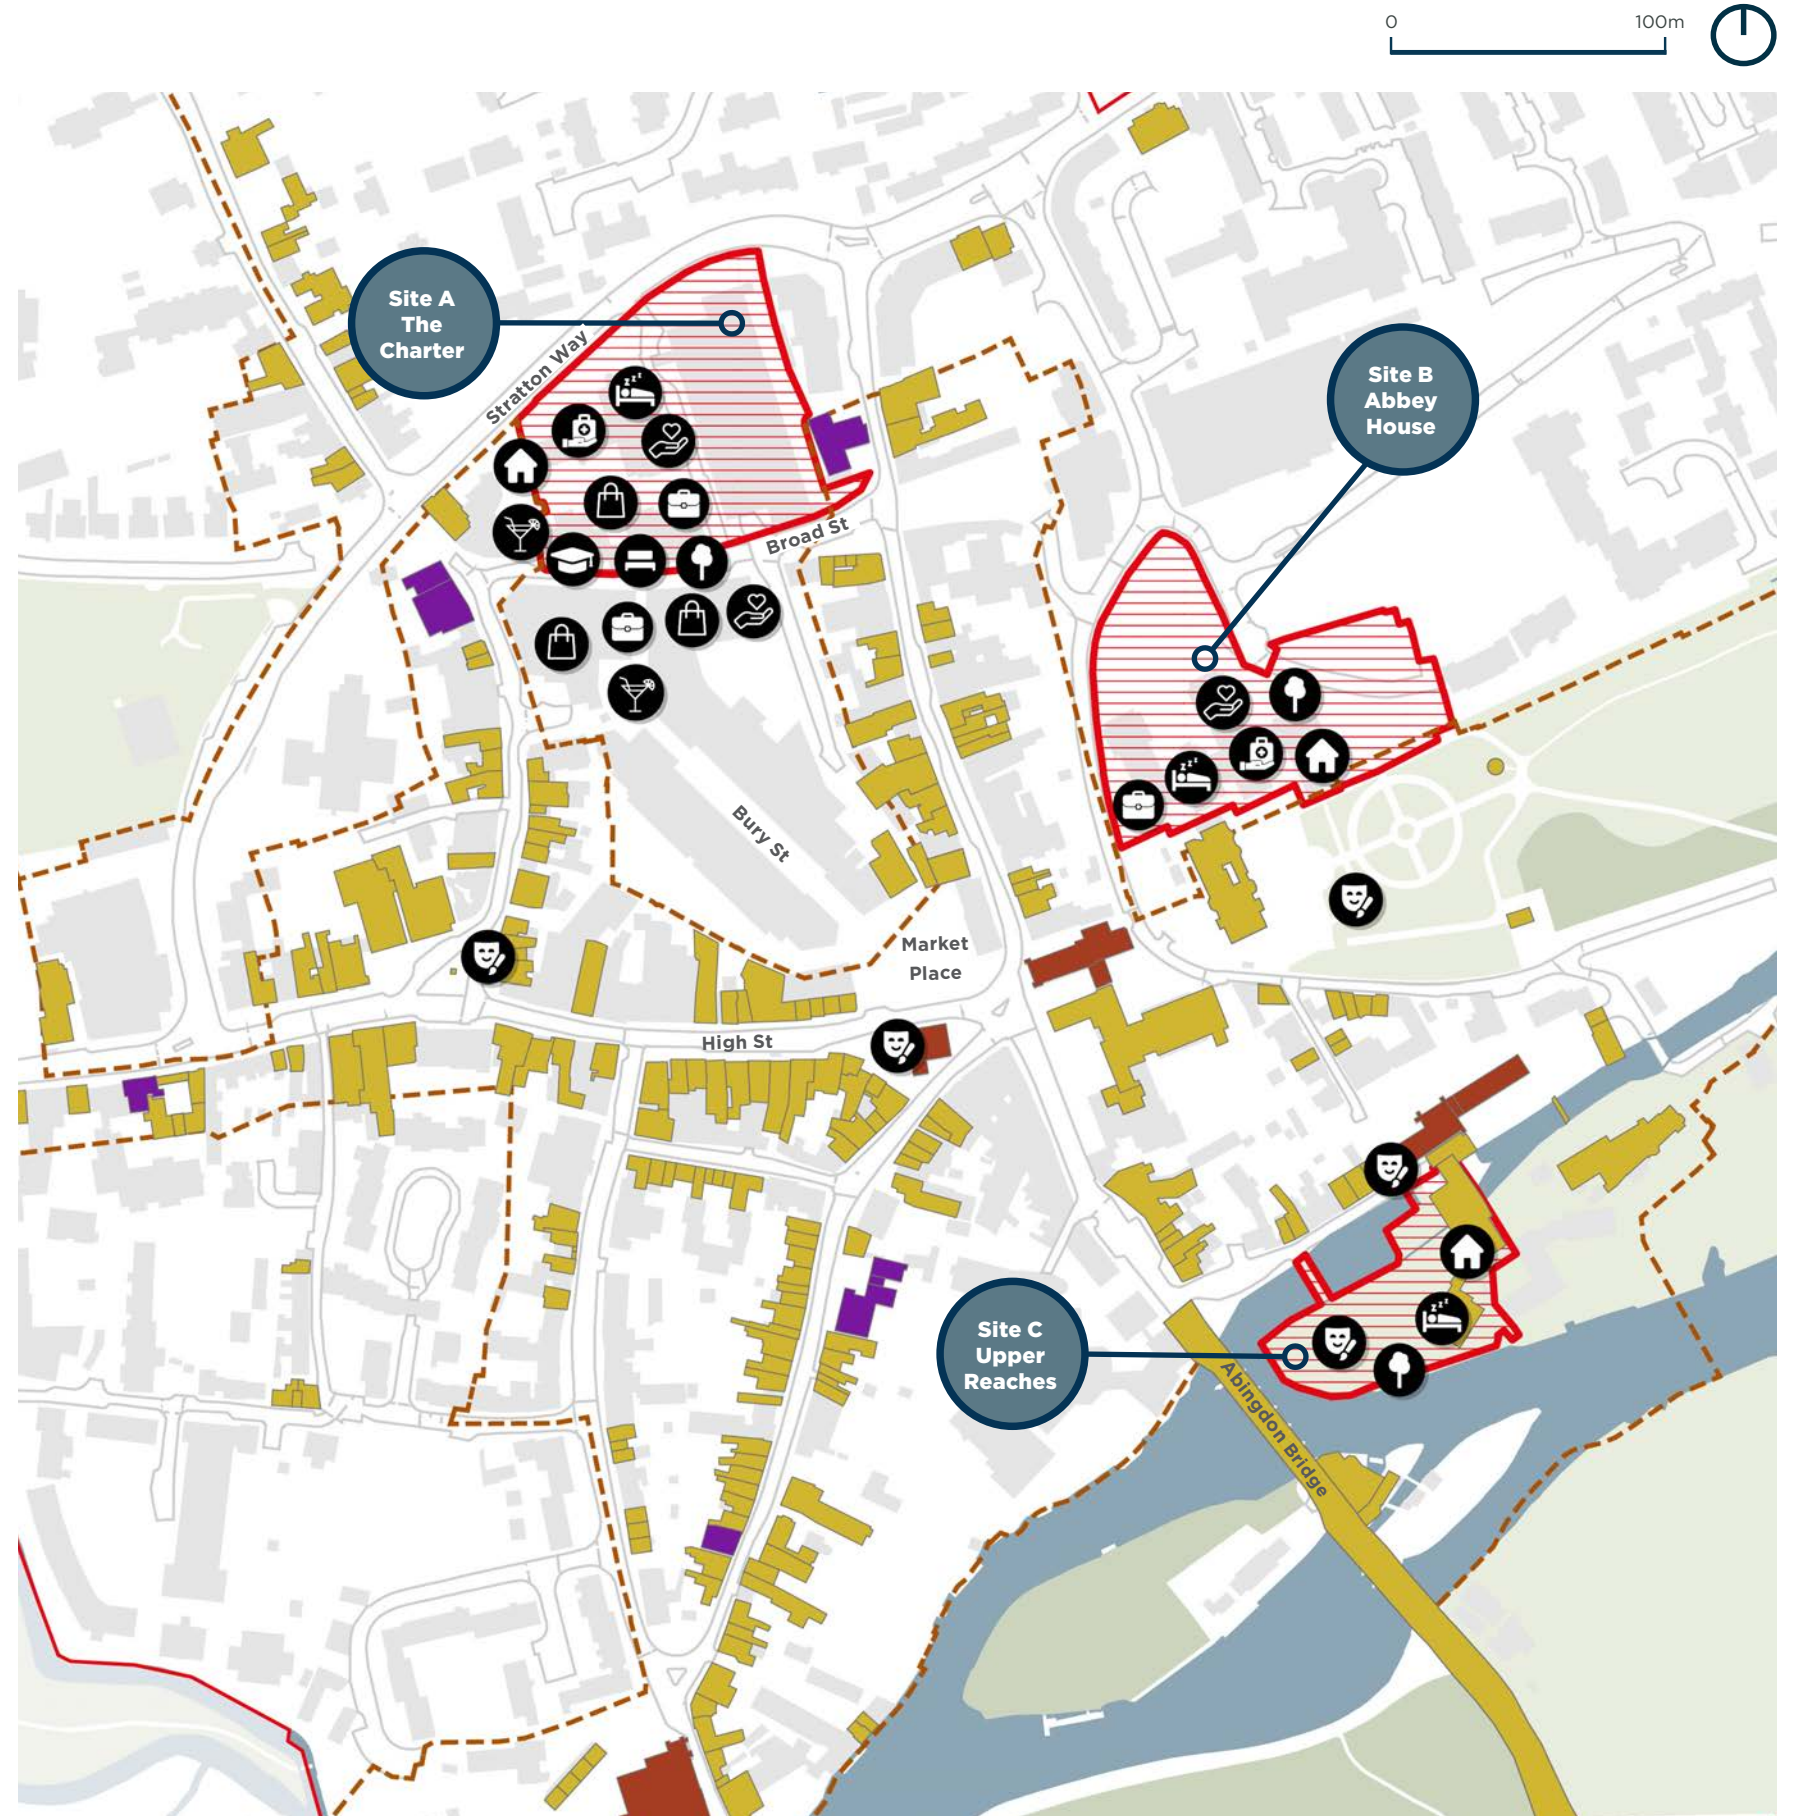 0 100m
Site A
The
Charter
Stratton Way
Site B
Abbey
House
Broad St
Bury St
Market
Place
High St
Site C
Upper
Reaches
Abingdon Bridge